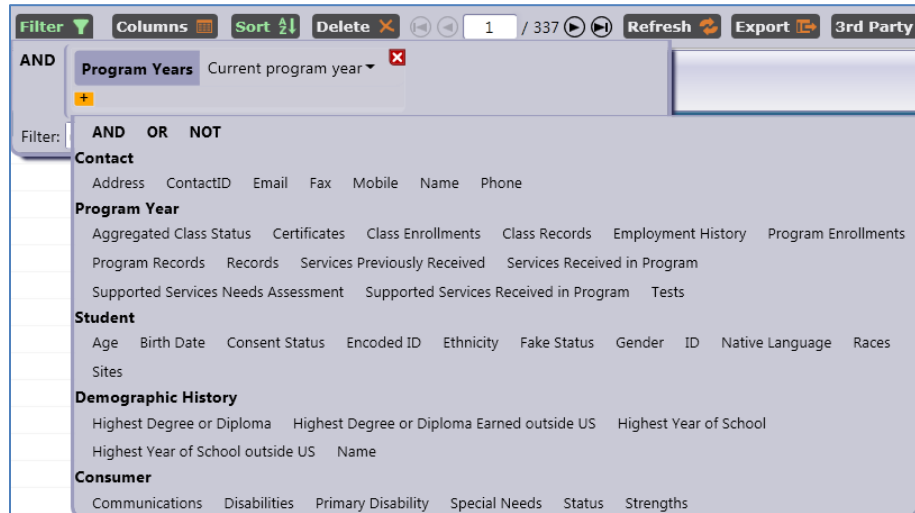 Filter Columns Sort Delete 1 / 337 Refresh Export 3rd Party
AND Program Years Current program year
+
Filter:
AND OR NOT
Contact
Address ContactID Email Fax Mobile Name Phone
Program Year
Aggregated Class Status Certificates Class Enrollments Class Records Employment History Program Enrollments
Program Records Records Services Previously Received Services Received in Program
Supported Services Needs Assessment Supported Services Received in Program Tests
Student
Age Birth Date Consent Status Encoded ID Ethnicity Fake Status Gender ID Native Language Races
Sites
Demographic History
Highest Degree or Diploma Highest Degree or Diploma Earned outside US Highest Year of School
Highest Year of School outside US Name
Consumer
Communications Disabilities Primary Disability Special Needs Status Strengths